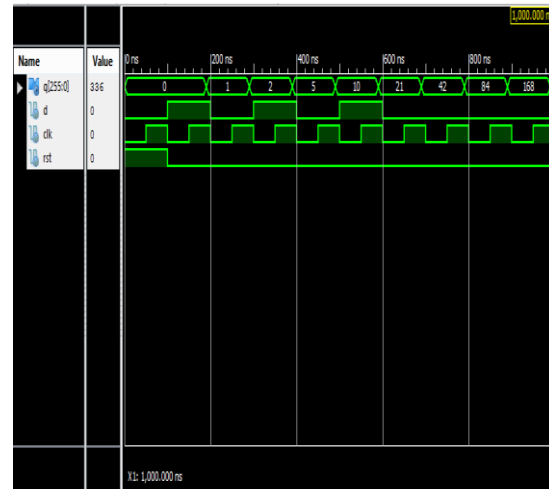 1,000.000 n
Name Value 0 ns 200 ns 400 ns 600 ns 800 ns
q[255:0] 336 0 1 2 5 10 21 42 84 168
d 0
clk 0
rst 0
X1: 1,000.000 ns